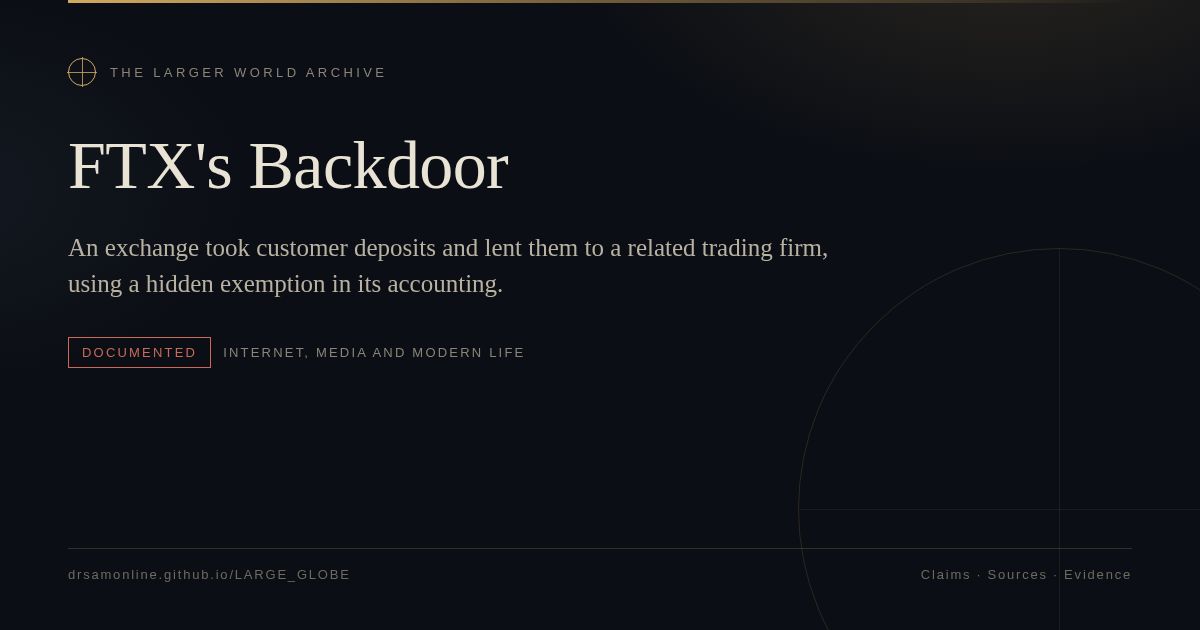 THE LARGER WORLD ARCHIVE
FTX's Backdoor
An exchange took customer deposits and lent them to a related trading firm,
using a hidden exemption in its accounting.
DOCUMENTED INTERNET, MEDIA AND MODERN LIFE
drsamonline.github.io/LARGE_GLOBE Claims · Sources · Evidence